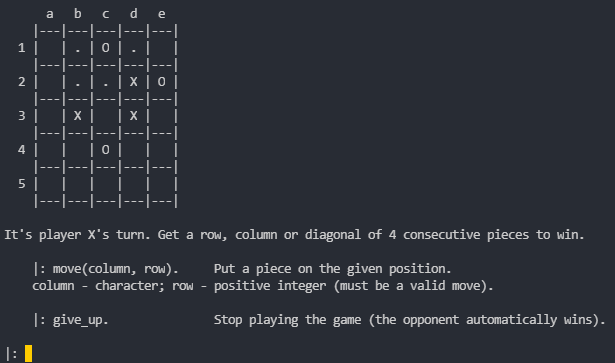 a b c d e
|---|---|---|---|---|
1 | | . | O | . | |
|---|---|---|---|---|
2 | | . | . | X | O |
|---|---|---|---|---|
3 | | X | | X | |
|---|---|---|---|---|
4 | | | O | | |
|---|---|---|---|---|
5 | | | | | |
|---|---|---|---|---|
It's player X's turn. Get a row, column or diagonal of 4 consecutive pieces to win.
|: move(column, row). Put a piece on the given position.
column - character; row - positive integer (must be a valid move).
|: give_up. Stop playing the game (the opponent automatically wins).
|: